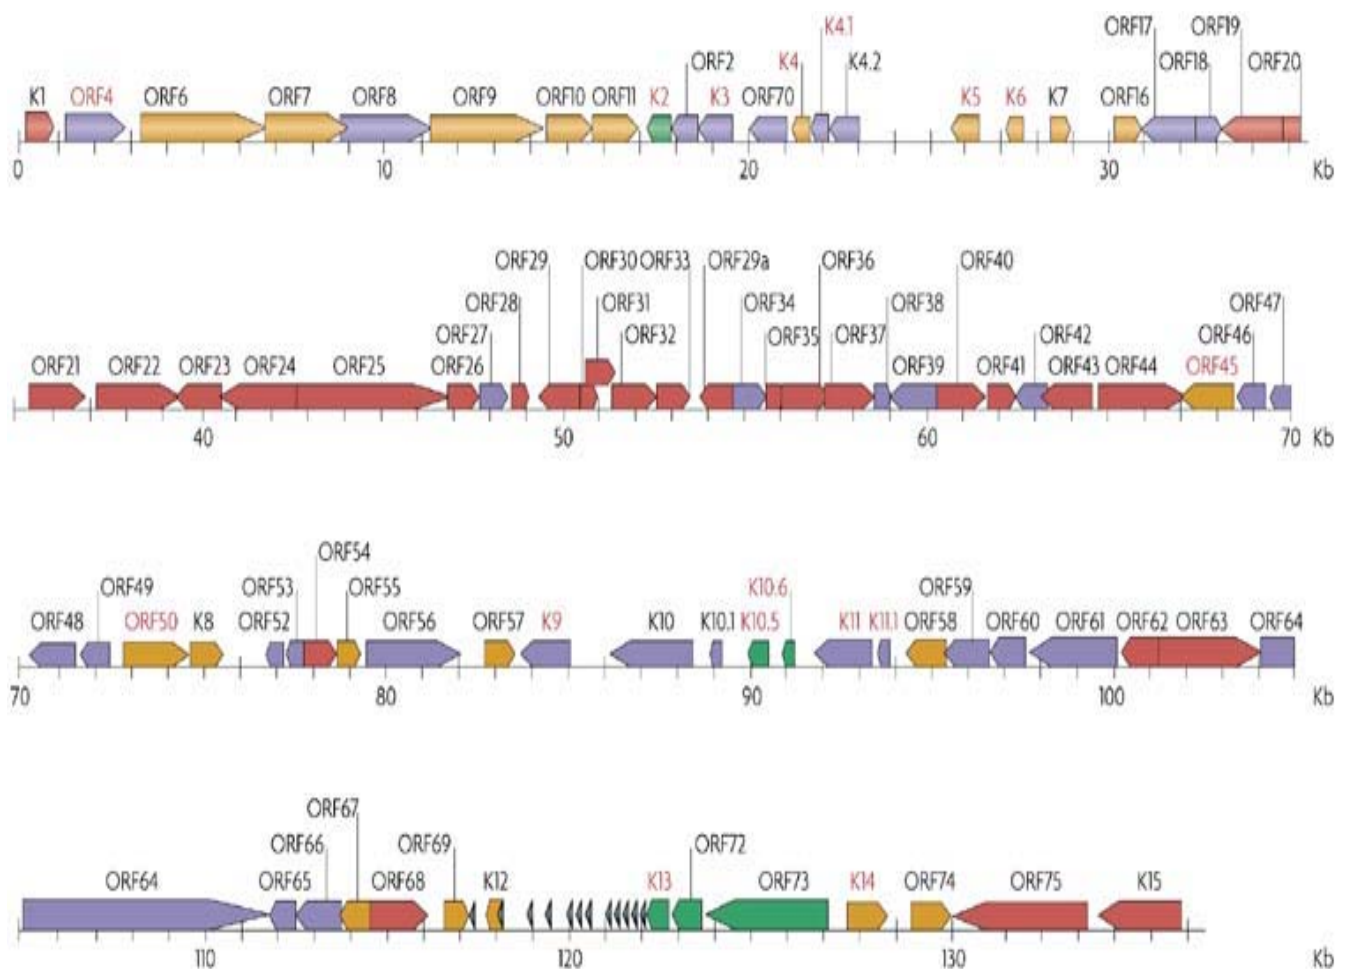 K4.1
ORF17 ORF19
ORF2 K4 K4.2 ORF18 ORF20
K1 ORF4 ORF6 ORF7 ORF8 ORF9 ORF10 ORF11 K2 K3 ORF70 K5 K6 K7 ORF16
0 10 20 30 Kb
ORF29 ORF30 ORF33 ORF29a ORF36 ORF40
ORF28 ORF31 ORF34 ORF38 ORF47
ORF27 ORF32 ORF35 ORF37 ORF42 ORF46
ORF21 ORF22 ORF23 ORF24 ORF25 ORF26 ORF39 ORF41 ORF43 ORF44 ORF45
40 50 60 70 Kb
ORF54
ORF49 ORF53 ORF55 K10.6 ORF59
ORF48 ORF50 K8 ORF52 ORF56 ORF57 K9 K10 K10.1 K10.5 K11 K11.1 ORF58 ORF60 ORF61 ORF62 ORF63 ORF64
70 80 90 100 Kb
ORF67
ORF66 ORF69 ORF72
ORF64 ORF65 ORF68 K12 K13 ORF73 K14 ORF74 ORF75 K15
110 120 130 Kb